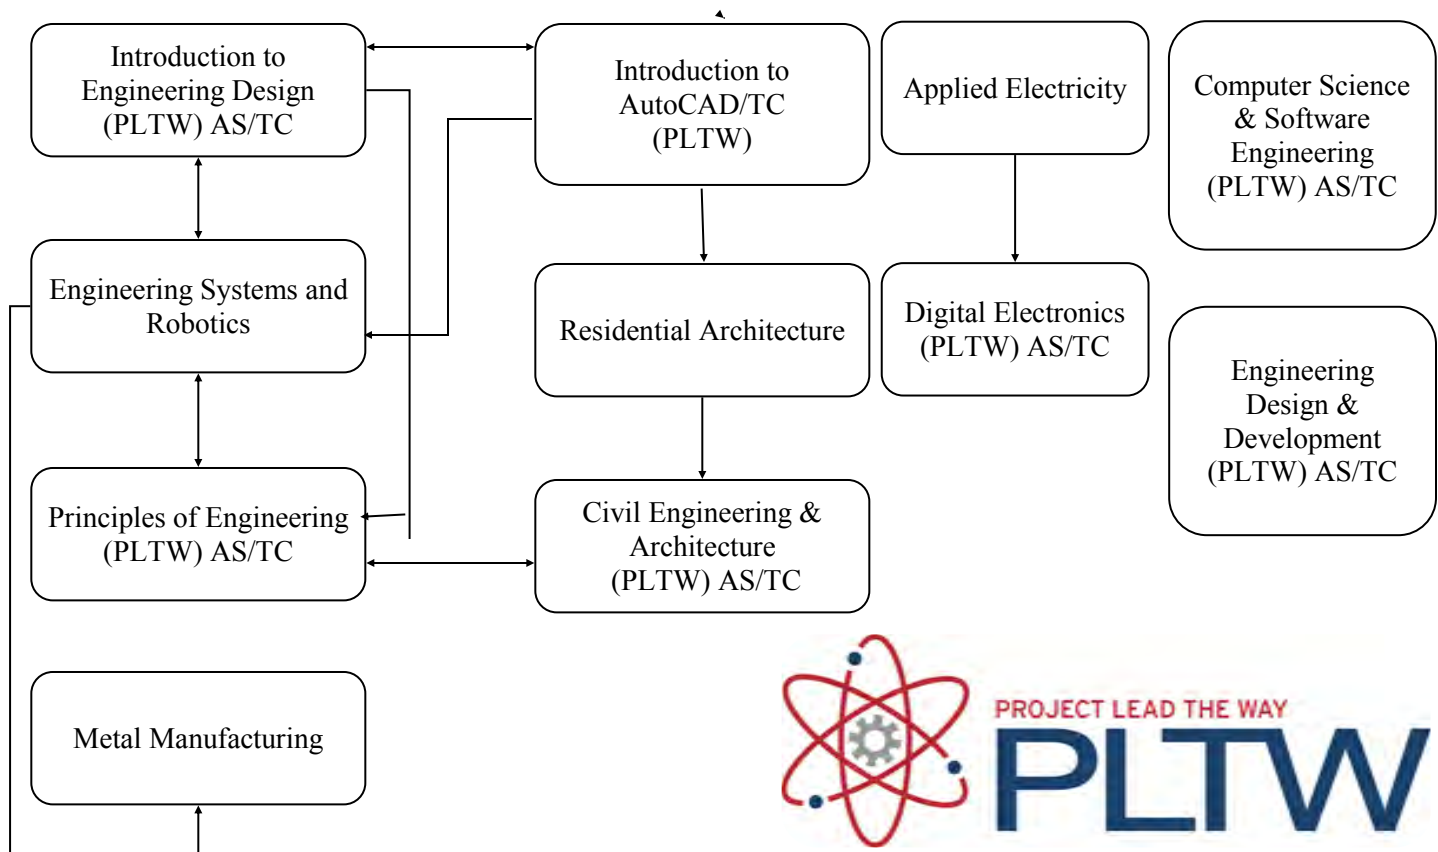 Introduction to
Engineering Design
(PLTW) AS/TC
Introduction to
AutoCAD/TC
(PLTW)
Applied Electricity
Computer Science
& Software
Engineering
(PLTW) AS/TC
Engineering Systems and
Robotics
Residential Architecture
Digital Electronics
(PLTW) AS/TC
Engineering
Design &
Development
(PLTW) AS/TC
Principles of Engineering
(PLTW) AS/TC
Civil Engineering &
Architecture
(PLTW) AS/TC
Metal Manufacturing
PROJECT LEAD THE WAY
PLTW